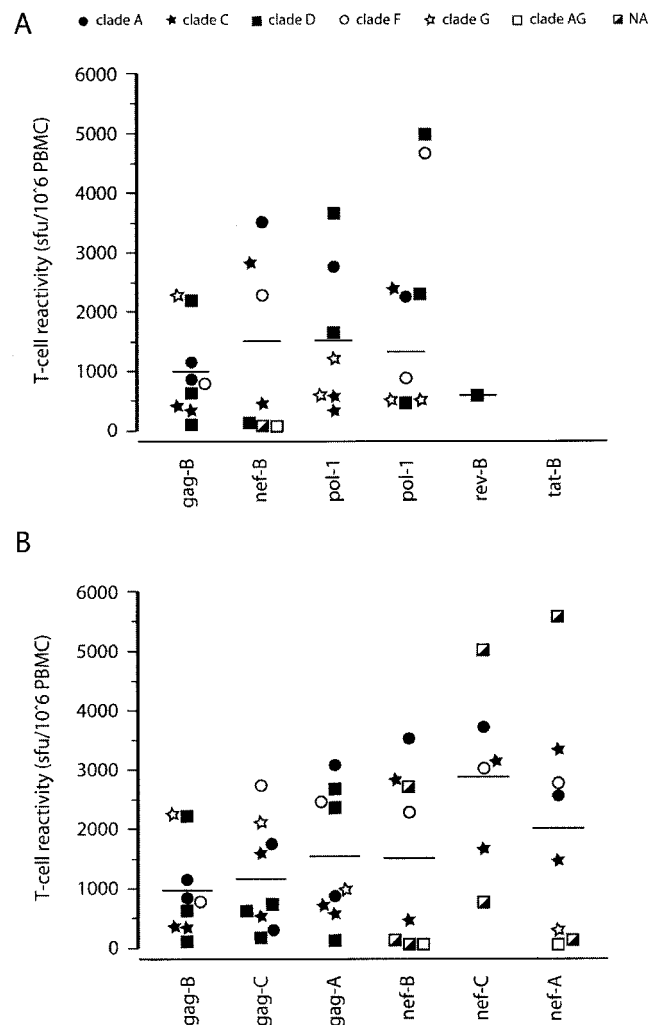 clade A clade C clade D clade F clade G clade AG NA
A
T-cell reactivity (sfu/10^6 PBMC)
6000
5000
4000
3000
2000
1000
0
gag-B nef-B pol-1 pol-1 rev-B tat-B
B
T-cell reactivity (sfu/10^6 PBMC)
6000
5000
4000
3000
2000
1000
0
gag-B gag-C gag-A nef-B nef-C nef-A